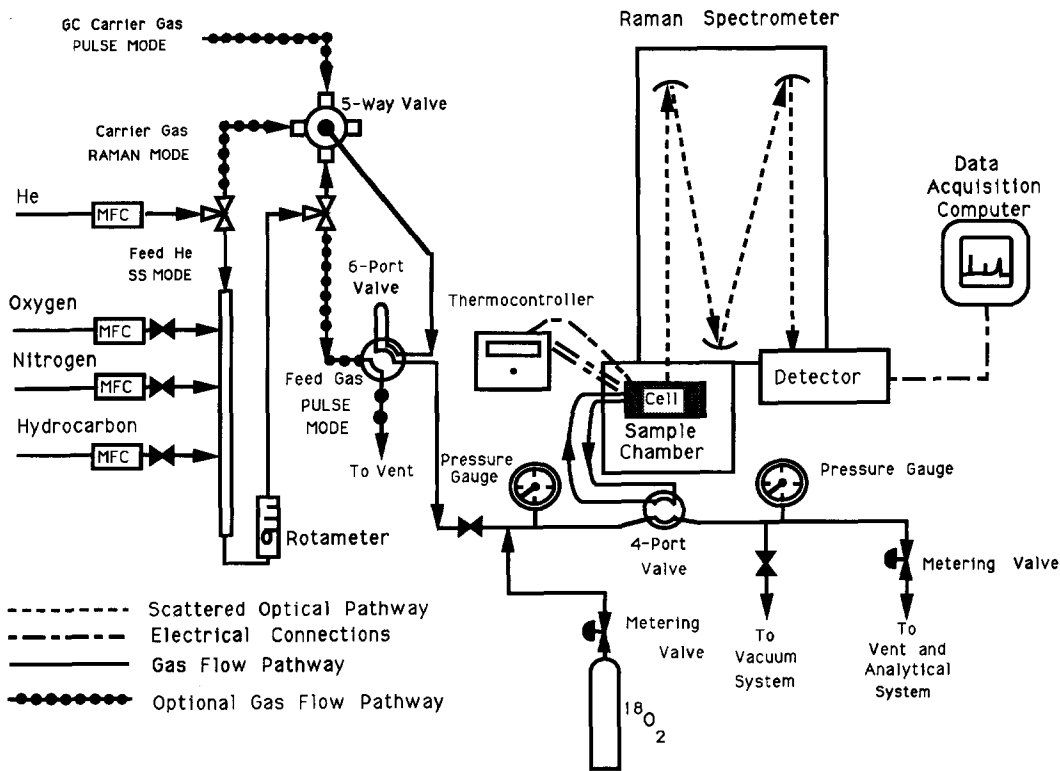 GC Carrier Gas
PULSE MODE
5-Way Valve
Carrier Gas
RAMAN MODE
He
MFC
Feed He
SS MODE
Oxygen
MFC
Nitrogen
MFC
Hydrocarbon
MFC
Rotameter
6-Port
Valve
Feed Gas
PULSE
MODE
To Vent
Raman Spectrometer
Data
Acquisition
Computer
Thermocontroller
Cell
Sample
Chamber
Detector
Pressure
Gauge
4-Port
Valve
Pressure Gauge
Metering Valve
Metering
Valve
To
Vacuum
System
To
Vent and
Analytical
System
18O2
Scattered Optical Pathway
Electrical Connections
Gas Flow Pathway
Optional Gas Flow Pathway